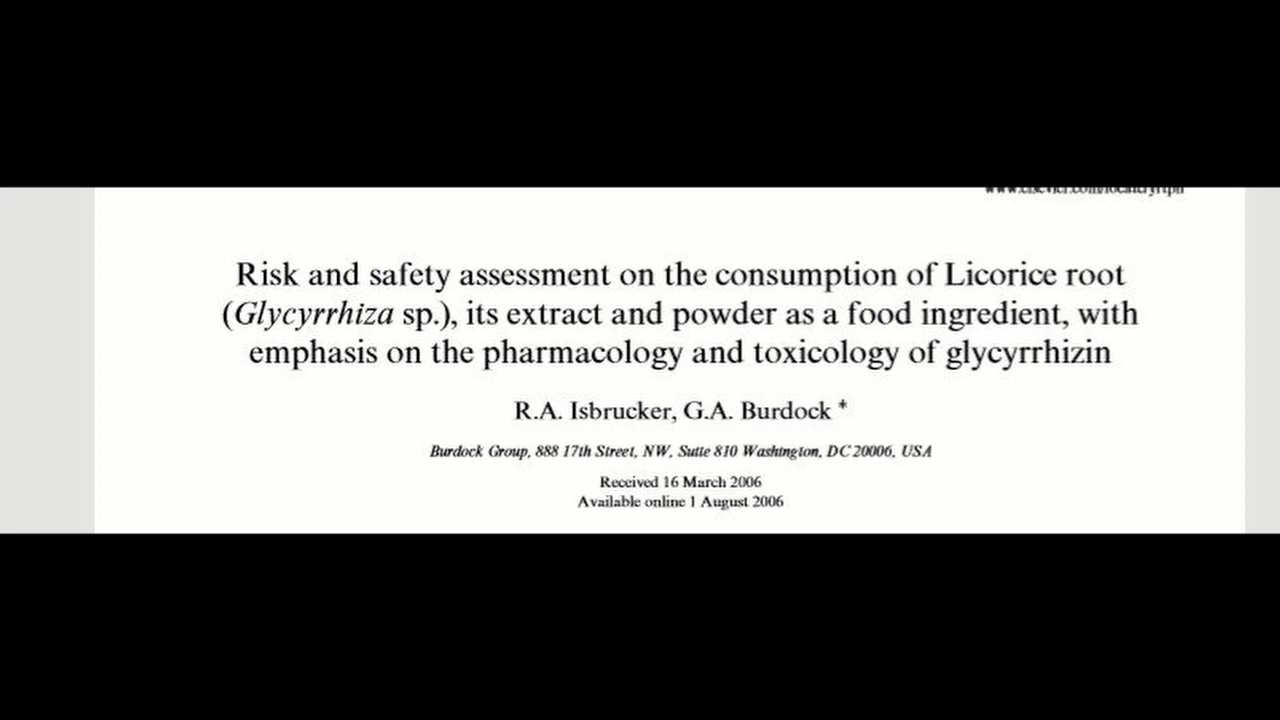 Risk and safety assessment on the consumption of Licorice root
(Glycyrrhiza sp.), its extract and powder as a food ingredient, with
emphasis on the pharmacology and toxicology of glycyrrhizin
R.A. Isbrucker, G.A. Burdock *
Burdock Group, 888 17th Street, NW, Suite 810 Washington, DC 20006, USA
Received 16 March 2006
Available online 1 August 2006